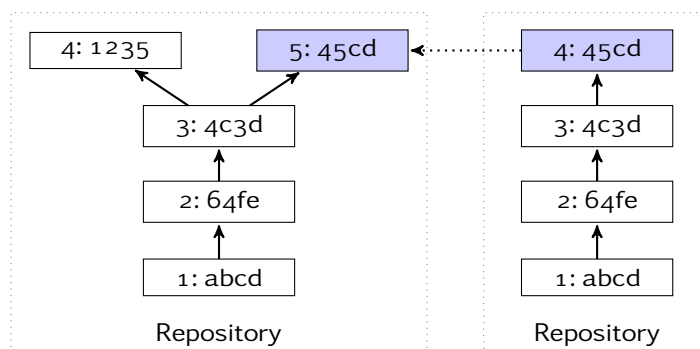 4: 1235
5: 45cd
4: 45cd
3: 4c3d
3: 4c3d
2: 64fe
2: 64fe
1: abcd
1: abcd
Repository
Repository